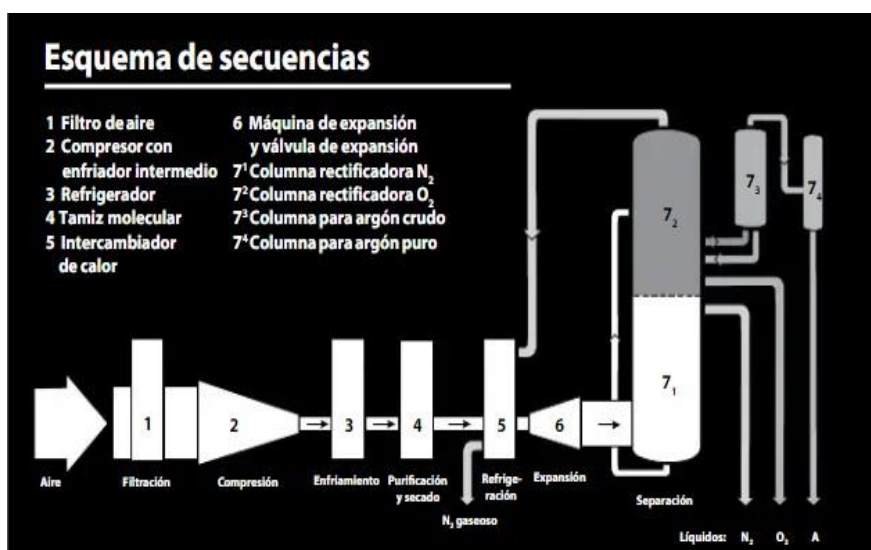 Esquema de secuencias
1 Filtro de aire
2 Compresor con
enfriador intermedio
3 Refrigerador
4 Tamiz molecular
5 Intercambiador
de calor
6 Máquina de expansión
y válvula de expansión
7¹ Columna rectificadora N₂
7² Columna rectificadora O₂
7³ Columna para argón crudo
7⁴ Columna para argón puro
7₂
7₃
7₄
7₁
1
2
3
4
5
6
Aire
Filtración
Compresión
Enfriamiento
Purificación
y secado
Refrige-
ración
Expansión
Separación
N₂ gaseoso
Líquidos: N₂ O₂ A